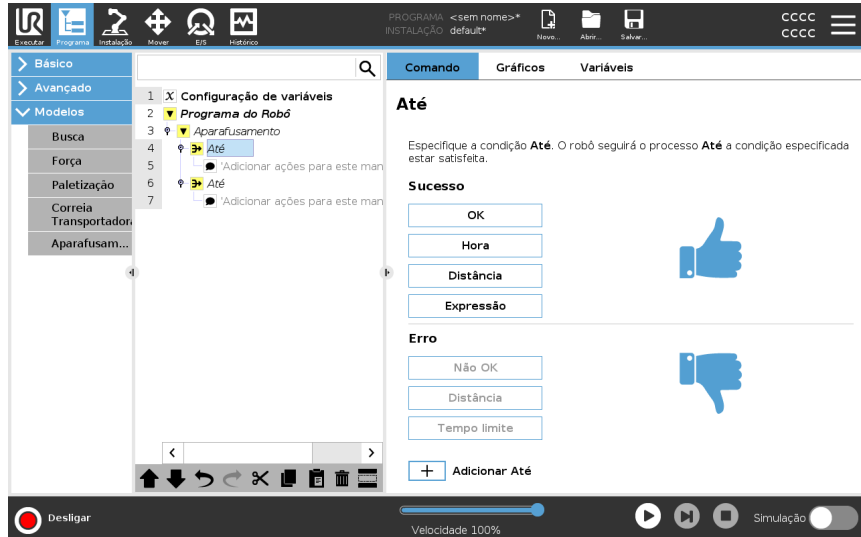 PROGRAMA <sem nome>*
INSTALAÇÃO default*
CCCC
CCCC
Executar Programa Instalação Mover E/S Histórico Novo... Abrir... Salvar...
Básico
Avançado
Modelos
Busca
Força
Paletização
Correia
Transportador
Aparafusam...
1 X Configuração de variáveis
2 Programa do Robô
3 Aparafusamento
4 Até
5 'Adicionar ações para este man
6 Até
7 'Adicionar ações para este man
Comando Gráficos Variáveis
Até
Especifique a condição Até. O robô seguirá o processo Até a condição especificada
estar satisfeita.
Sucesso
OK
Hora
Distância
Expressão
Erro
Não OK
Distância
Tempo limite
+ Adicionar Até
Desligar
Velocidade 100%
Simulação